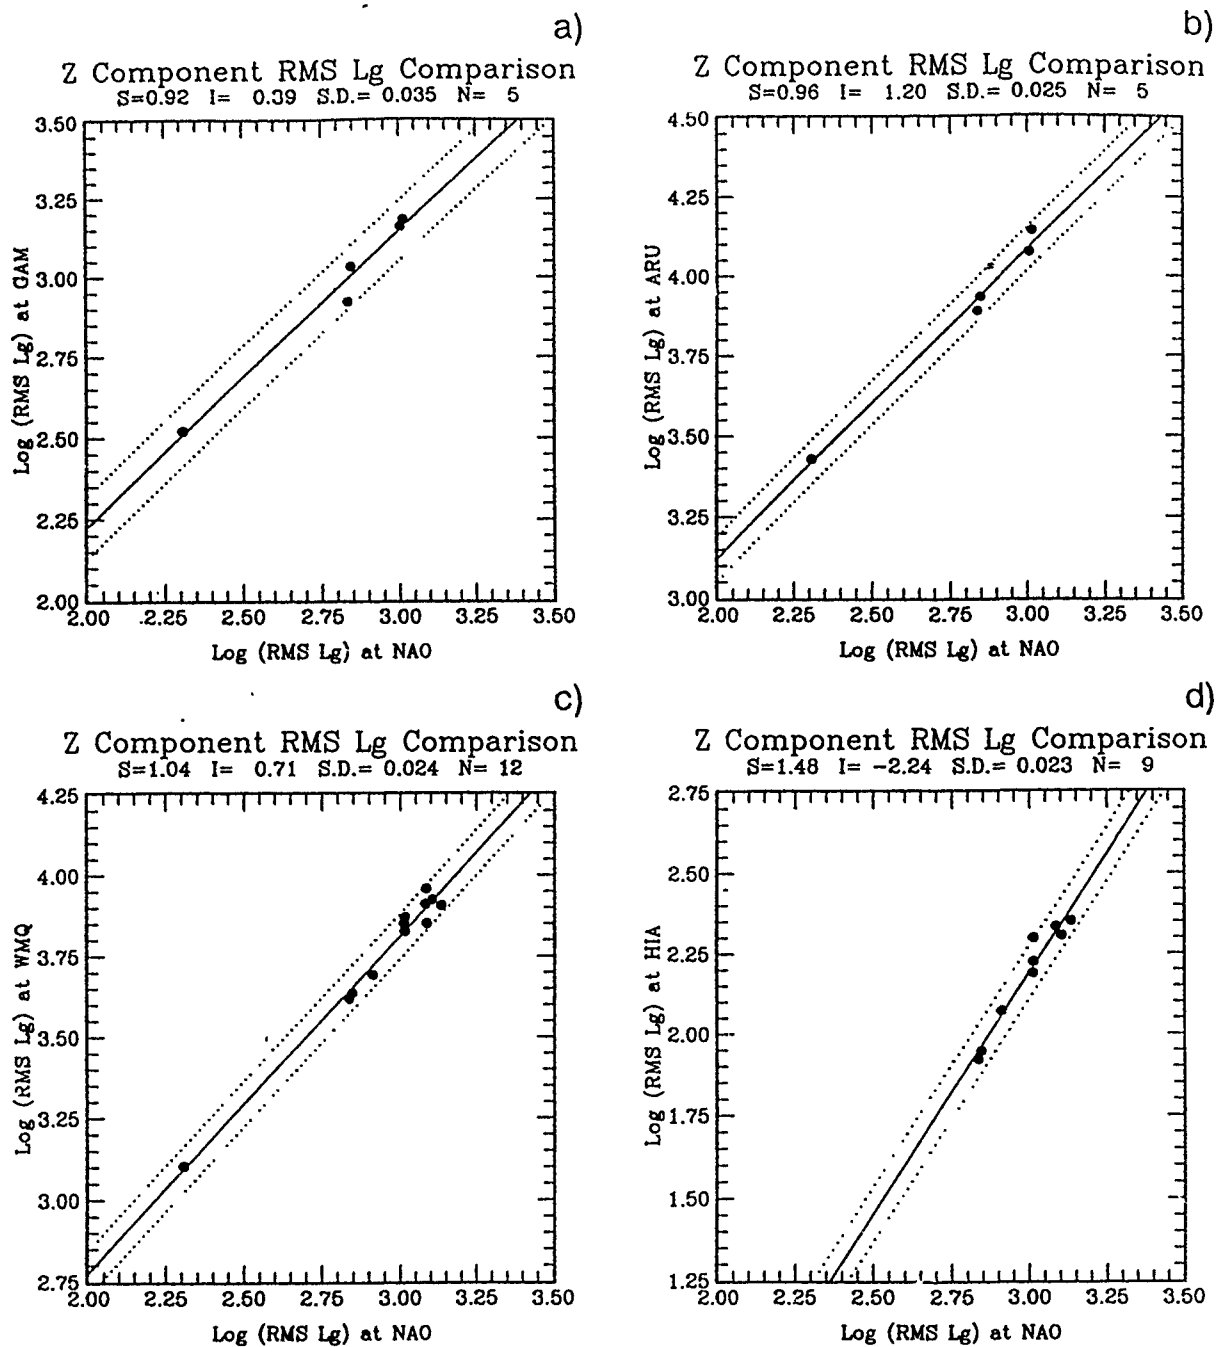 a)
Z Component RMS Lg Comparison
S=0.92 I= 0.39 S.D.= 0.035 N= 5
3.50
3.25
3.00
2.75
2.50
2.25
2.00
Log (RMS Lg) at GAM
2.00 2.25 2.50 2.75 3.00 3.25 3.50
Log (RMS Lg) at NAO
b)
Z Component RMS Lg Comparison
S=0.96 I= 1.20 S.D.= 0.025 N= 5
4.50
4.25
4.00
3.75
3.50
3.25
3.00
Log (RMS Lg) at ARU
2.00 2.25 2.50 2.75 3.00 3.25 3.50
Log (RMS Lg) at NAO
c)
Z Component RMS Lg Comparison
S=1.04 I= 0.71 S.D.= 0.024 N= 12
4.25
4.00
3.75
3.50
3.25
3.00
2.75
Log (RMS Lg) at WMQ
2.00 2.25 2.50 2.75 3.00 3.25 3.50
Log (RMS Lg) at NAO
d)
Z Component RMS Lg Comparison
S=1.48 I= -2.24 S.D.= 0.023 N= 9
2.75
2.50
2.25
2.00
1.75
1.50
1.25
Log (RMS Lg) at HIA
2.00 2.25 2.50 2.75 3.00 3.25 3.50
Log (RMS Lg) at NAO